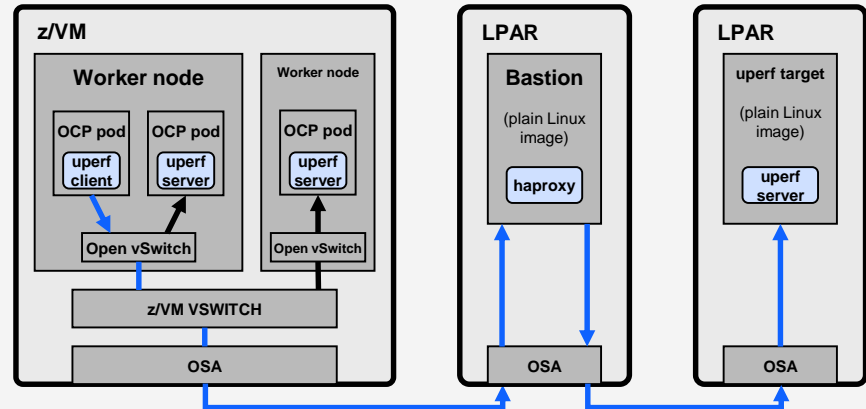 z/VM
Worker node
OCP pod
uperf
client
OCP pod
uperf
server
Open vSwitch
Worker node
OCP pod
uperf
server
Open vSwitch
z/VM VSWITCH
OSA
LPAR
Bastion
(plain Linux
image)
haproxy
OSA
LPAR
uperf target
(plain Linux
image)
uperf
server
OSA